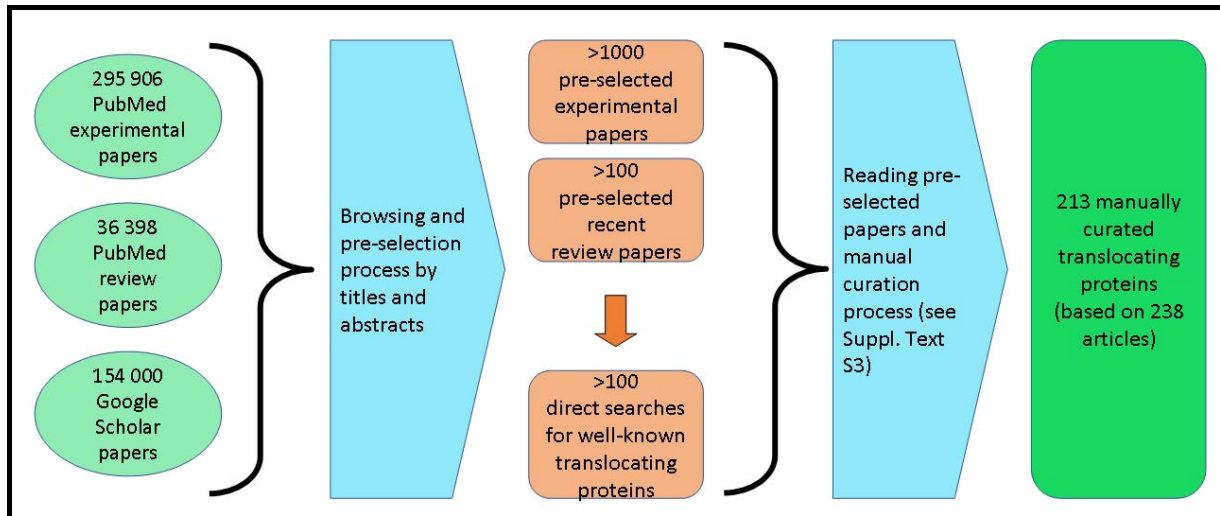 295 906
PubMed
experimental
papers
36 398
PubMed
review
papers
154 000
Google
Scholar
papers
Browsing and
pre-selection
process by
titles and
abstracts
>1000
pre-selected
experimental
papers
>100
pre-selected
recent
review papers
>100
direct searches
for well-known
translocating
proteins
Reading pre-
selected
papers and
manual
curation
process (see
Suppl. Text
S3)
213 manually
curated
translocating
proteins
(based on 238
articles)